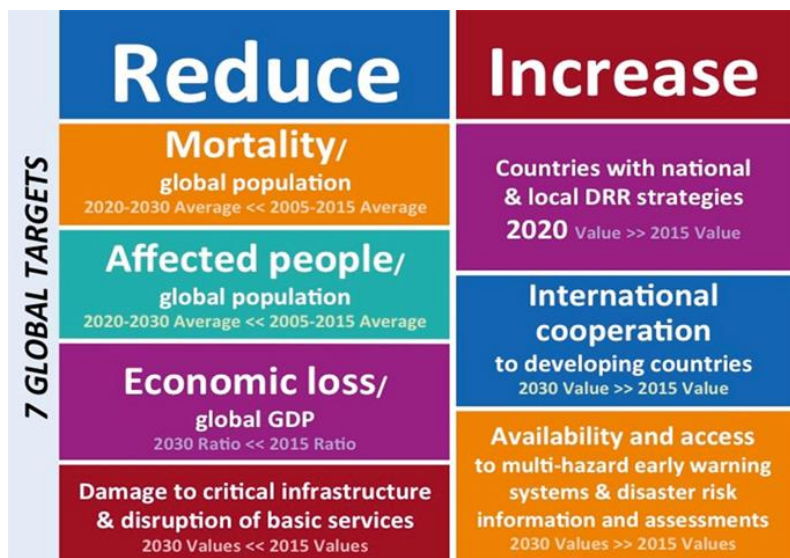 7 GLOBAL TARGETS
Reduce
Mortality/
global population
2020-2030 Average << 2005-2015 Average
Affected people/
global population
2020-2030 Average << 2005-2015 Average
Economic loss/
global GDP
2030 Ratio << 2015 Ratio
Damage to critical infrastructure
& disruption of basic services
2030 Values << 2015 Values
Increase
Countries with national
& local DRR strategies
2020 Value >> 2015 Value
International
cooperation
to developing countries
2030 Value >> 2015 Value
Availability and access
to multi-hazard early warning
systems & disaster risk
information and assessments
2030 Values >> 2015 Values